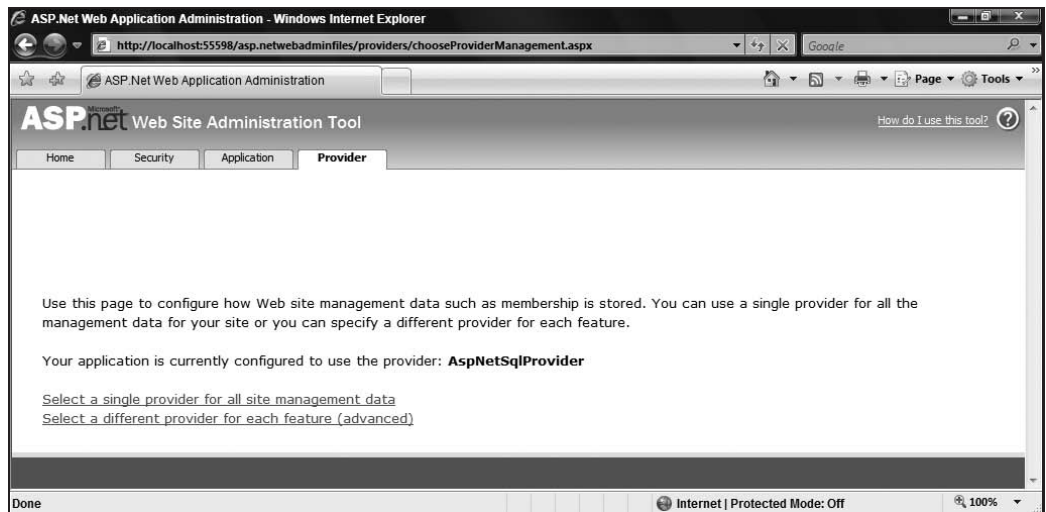 ASP.Net Web Application Administration - Windows Internet Explorer
http://localhost:55598/asp.netwebadminfiles/providers/chooseProviderManagement.aspx
Google
ASP.Net Web Application Administration
Page
Tools
Microsoft
ASP.net Web Site Administration Tool
How do I use this tool? ?
Home Security Application Provider
Use this page to configure how Web site management data such as membership is stored. You can use a single provider for all the
management data for your site or you can specify a different provider for each feature.
Your application is currently configured to use the provider: AspNetSqlProvider
Select a single provider for all site management data
Select a different provider for each feature (advanced)
Done
Internet | Protected Mode: Off
100%